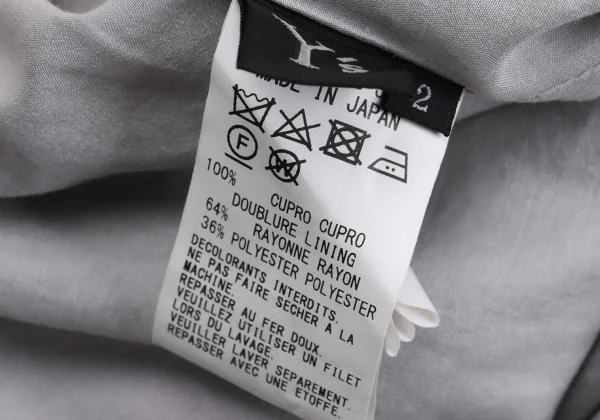 Y's
2
MADE IN JAPAN
F
W
100%
CUPRO CUPRO
DOUBLURE LINING
64% RAYONNE RAYON
36% POLYESTER POLYESTER
DECOLORANTS INTERDITS.
NE PAS FAIRE SECHER A LA
MACHINE.
REPASSER AU FER DOUX.
VEUILLEZ UTILISER UN FILET
LORS DU LAVAGE.
VEUILLER LAVER SEPAREMENT.
REPASSER AVEC UNE ETOFFE.